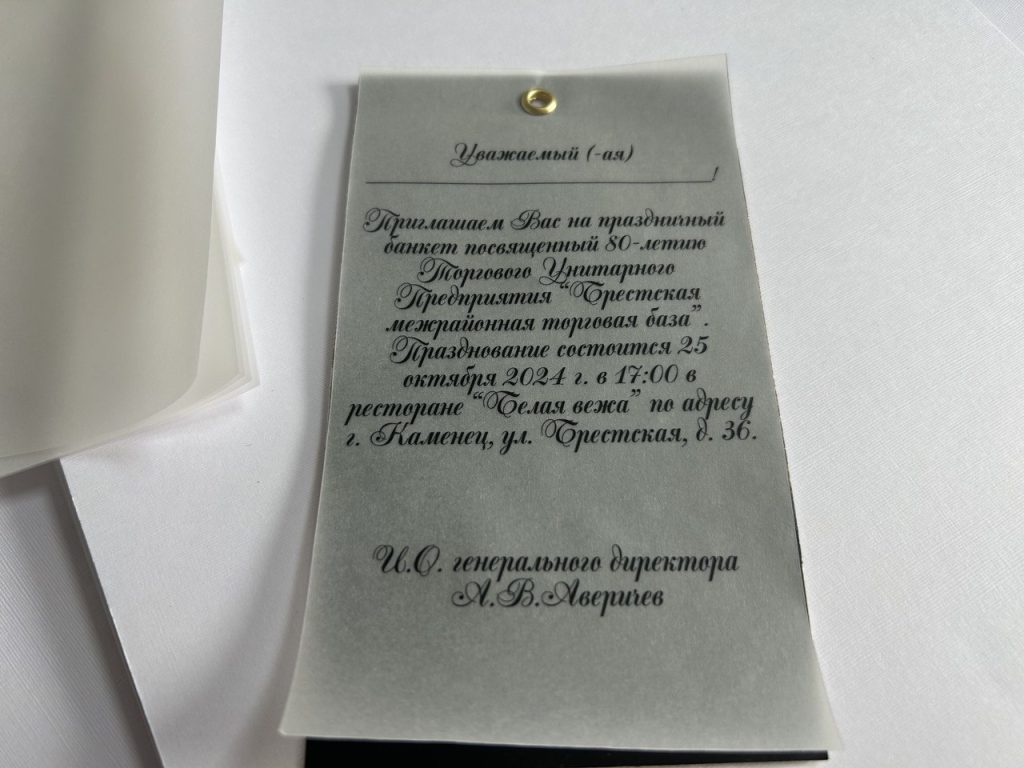 Уважаемый (-ая)
!
Приглашаем Вас на праздничный
банкет посвященный 80-летию
Торгового Унитарного
Предприятия “Брестская
межрайонная торговая база”.
Празднование состоится 25
октября 2024 г. в 17:00 в
ресторане “Белая вежа” по адресу
г. Каменец, ул. Брестская, д. 36.
И.О. генерального директора
А.В.Аверичев